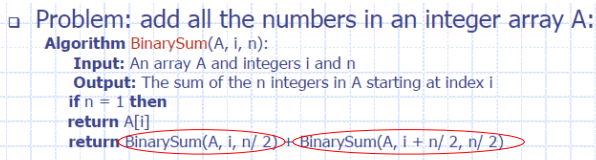 Problem: add all the numbers in an integer array A:
Algorithm BinarySum(A, i, n):
Input: An array A and integers i and n
Output: The sum of the n integers in A starting at index i
if n = 1 then
return A[i]
return BinarySum(A, i, n/ 2) + BinarySum(A, i + n/ 2, n/ 2)